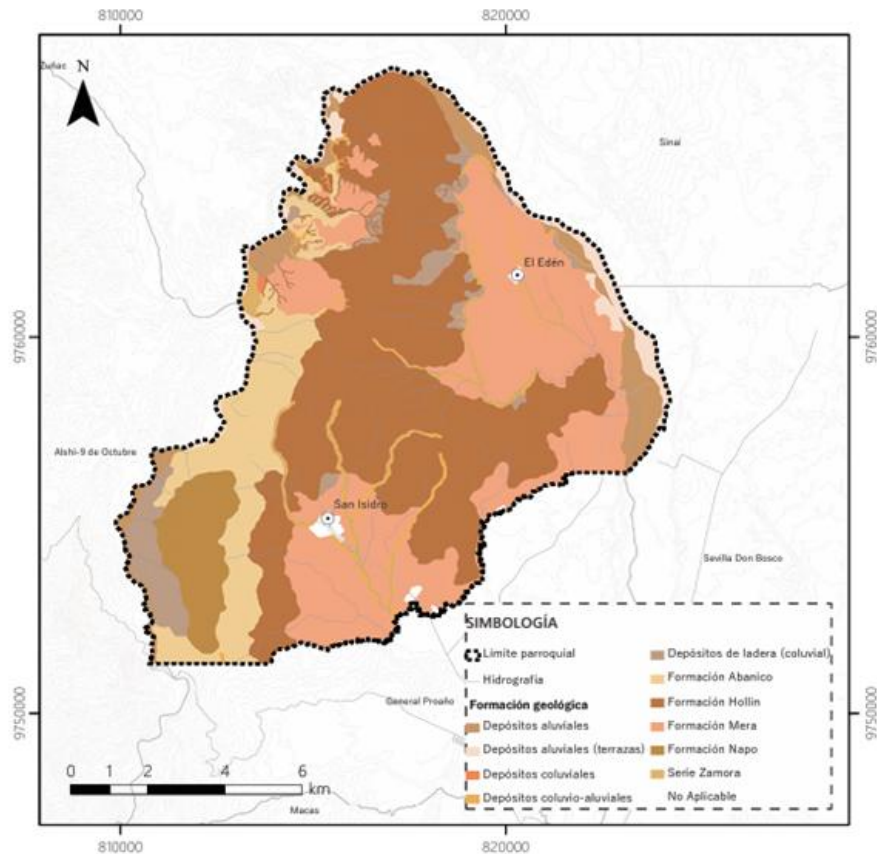 810000
820000
Zuñac
N
Sinaí
El Edén
9760000
9760000
Alshi-9 de Octubre
San Isidro
Sevilla Don Bosco
SIMBOLOGÍA
Límite parroquial
Hidrografía
Formación geológica
Depósitos aluviales
Depósitos aluviales (terrazas)
Depósitos coluviales
Depósitos coluvio-aluviales
Depósitos de ladera (coluvial)
Formación Abanico
Formación Hollin
Formación Mera
Formación Napo
Serie Zamora
No Aplicable
General Proaño
9750000
9750000
0 1 2 4 6
km
Macas
810000
820000